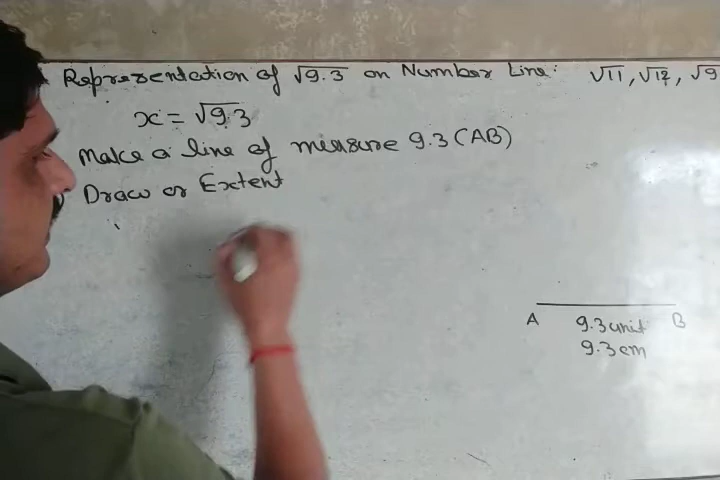 Representation of √9.3 on Number Line: √11, √12, √9
x = √9.3
Make a line of measure 9.3 (AB)
Draw or Extent
A 9.3 unit B
9.3 cm